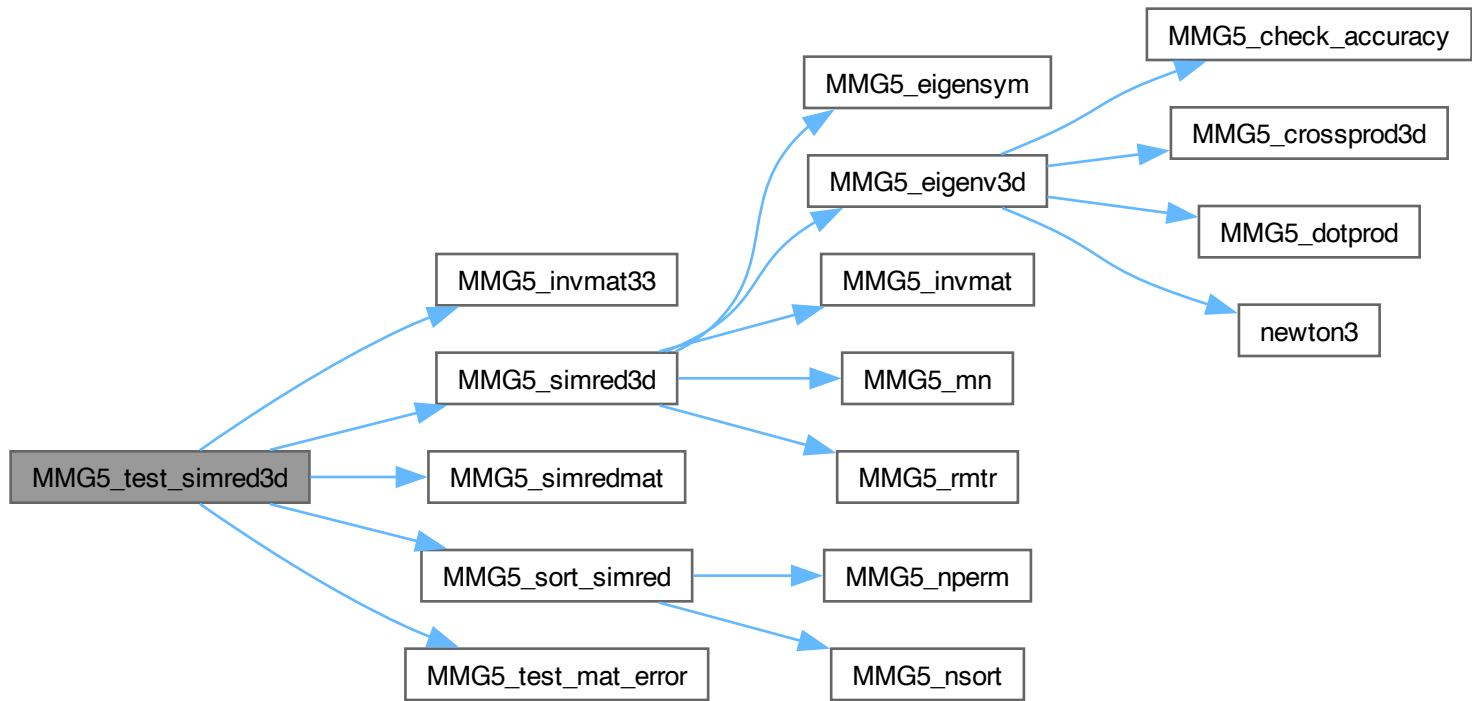 MMG5_check_accuracy
MMG5_eigensym
MMG5_crossprod3d
MMG5_eigenv3d
MMG5_dotprod
MMG5_invmat33
MMG5_invmat
newton3
MMG5_simred3d
MMG5_mn
MMG5_test_simred3d
MMG5_simredmat
MMG5_rmtr
MMG5_sort_simred
MMG5_nperm
MMG5_test_mat_error
MMG5_nsort